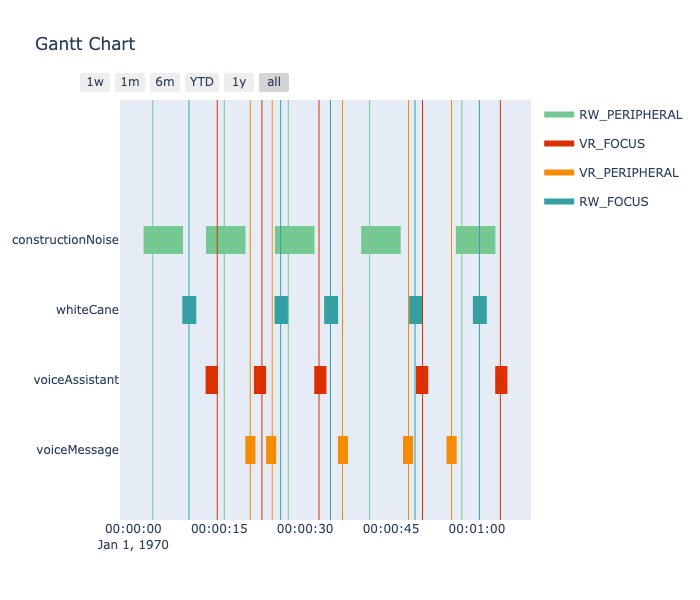 Gantt Chart
1w 1m 6m YTD 1y all
RW_PERIPHERAL
VR_FOCUS
VR_PERIPHERAL
RW_FOCUS
constructionNoise
whiteCane
voiceAssistant
voiceMessage
00:00:00 00:00:15 00:00:30 00:00:45 00:01:00
Jan 1, 1970